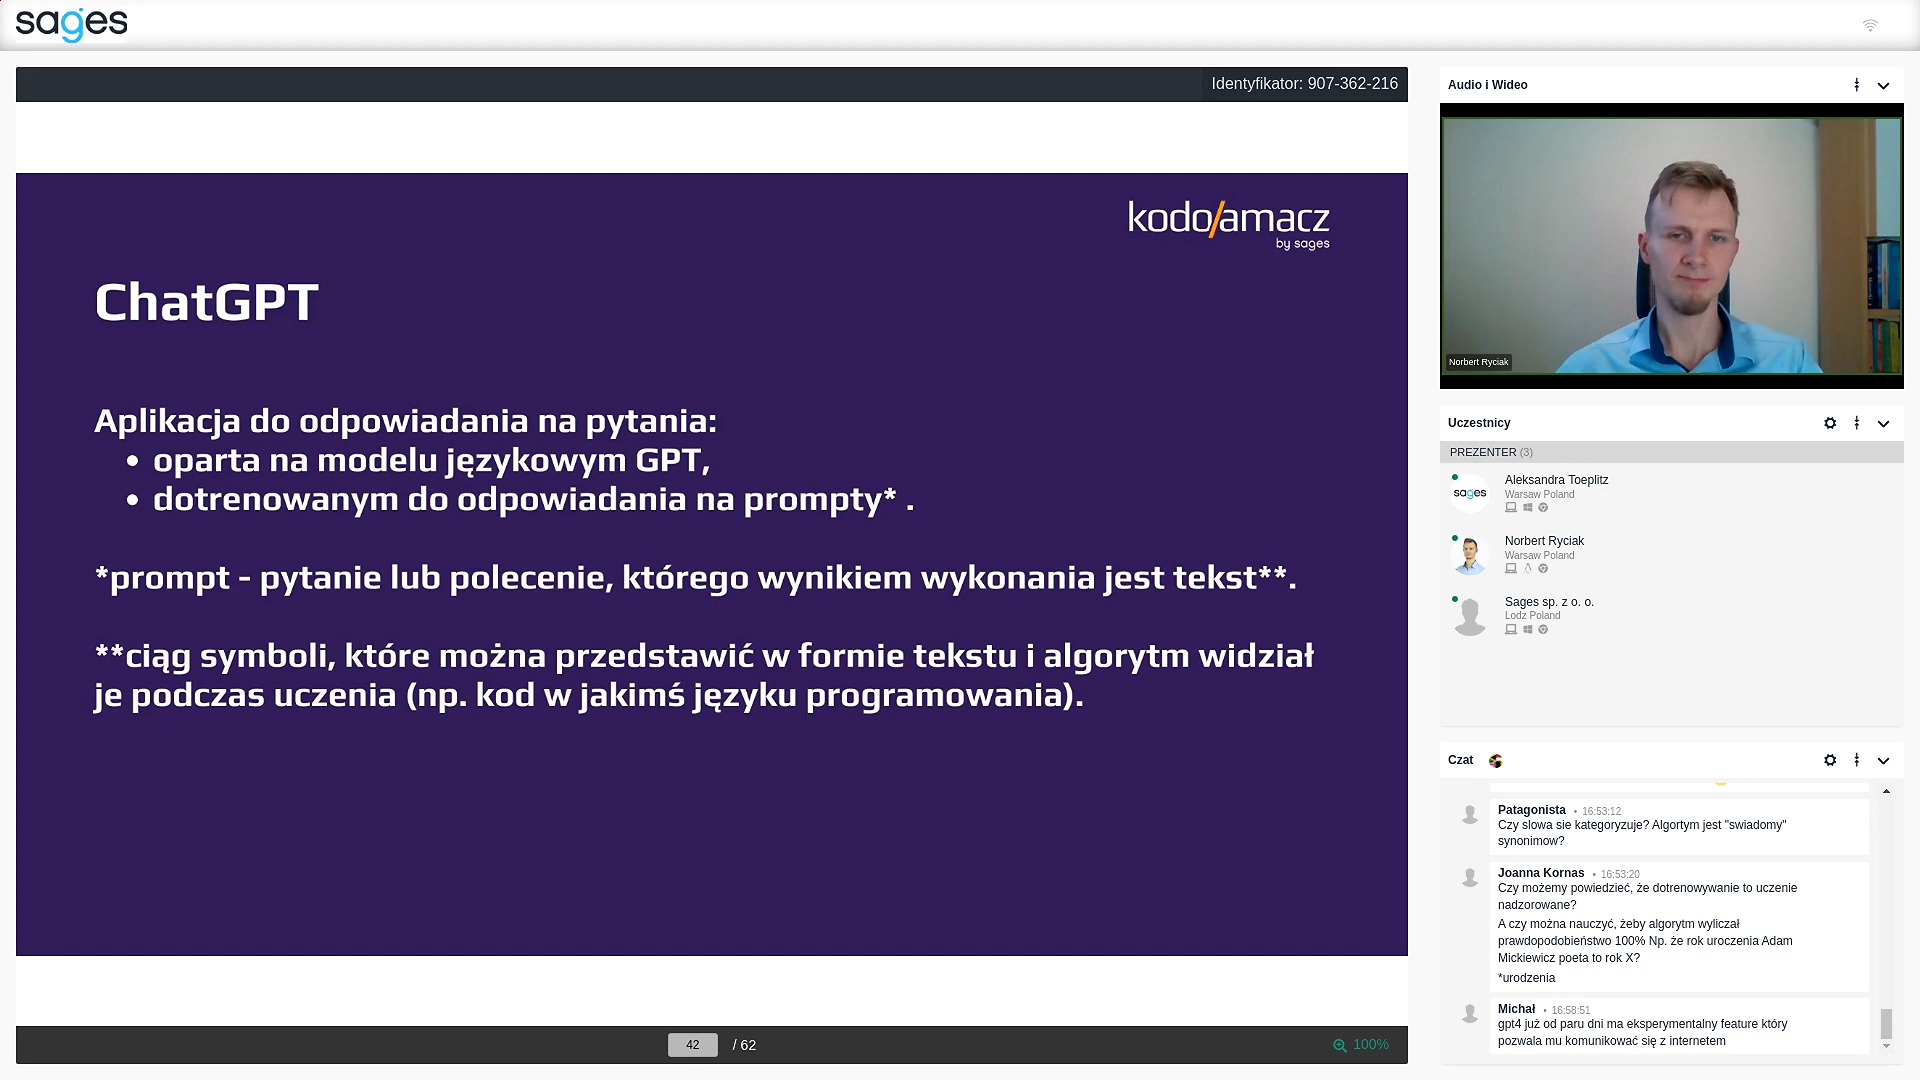 sages
Identyfikator: 907-362-216
kodo/amacz
by sages
ChatGPT
Aplikacja do odpowiadania na pytania:
• oparta na modelu językowym GPT,
• dotrenowanym do odpowiadania na prompty* .
*prompt - pytanie lub polecenie, którego wynikiem wykonania jest tekst**.
**ciąg symboli, które można przedstawić w formie tekstu i algorytm widział
je podczas uczenia (np. kod w jakimś języku programowania).
42 / 62
100%
Audio i Wideo
Norbert Ryciak
Uczestnicy
PREZENTER (3)
sages
Aleksandra Toeplitz
Warsaw Poland
Norbert Ryciak
Warsaw Poland
Sages sp. z o. o.
Lodz Poland
Czat
Patagonista • 16:53:12
Czy slowa sie kategoryzuje? Algortym jest "swiadomy"
synonimow?
Joanna Kornas • 16:53:20
Czy możemy powiedzieć, że dotrenowywanie to uczenie
nadzorowane?
A czy można nauczyć, żeby algorytm wyliczał
prawdopodobieństwo 100% Np. że rok uroczenia Adam
Mickiewicz poeta to rok X?
*urodzenia
Michał • 16:58:51
gpt4 już od paru dni ma eksperymentalny feature który
pozwala mu komunikować się z internetem